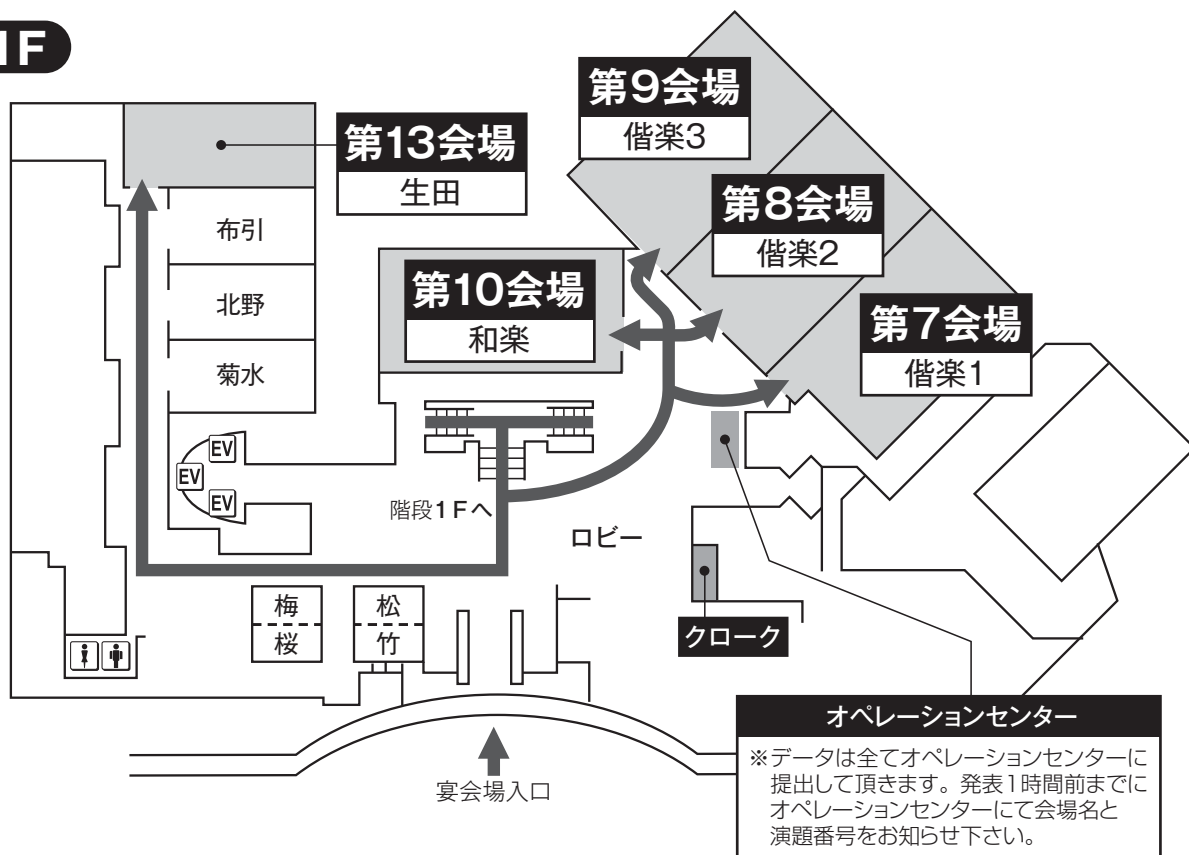 1F
第9会場
偕楽3
第13会場
生田
第8会場
偕楽2
布引
第10会場
和楽
北野
第7会場
偕楽1
菊水
EV
EV
EV
階段1Fへ
ロビー
梅
桜
松
竹
クローク
オペレーションセンター
※データは全てオペレーションセンターに
提出して頂きます。発表1時間前までに
オペレーションセンターにて会場名と
演題番号をお知らせ下さい。
宴会場入口